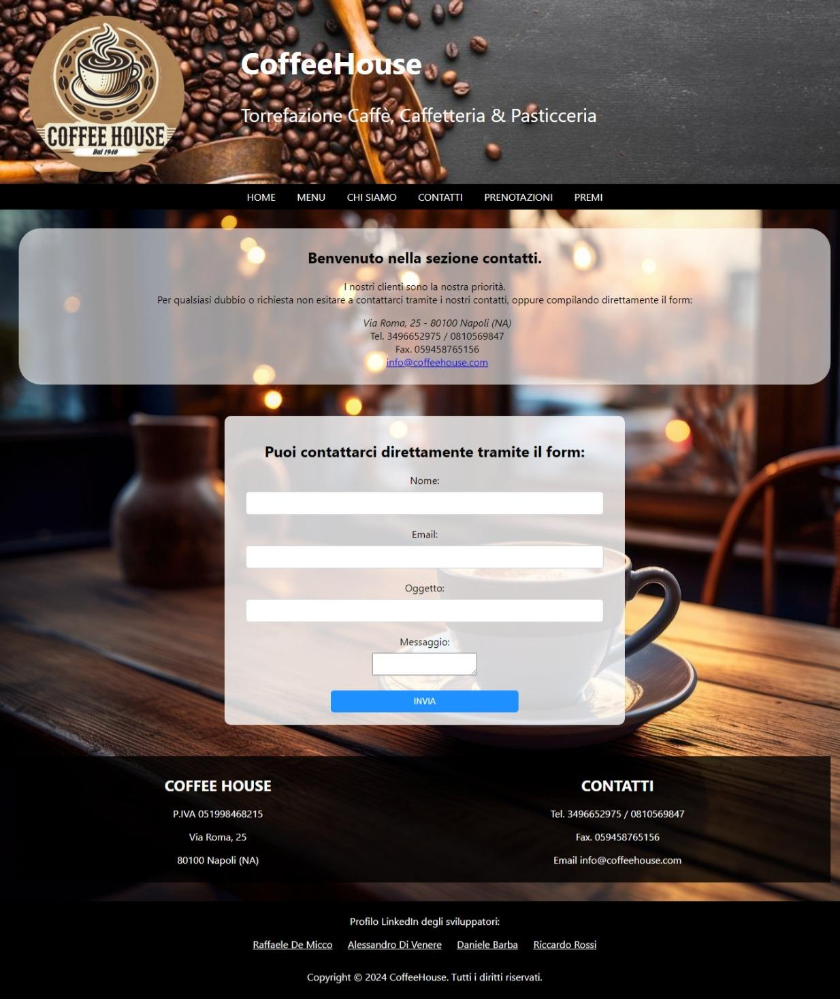 COFFEE HOUSE
Dal 1940
CoffeeHouse
Torrefazione Caffè, Caffetteria & Pasticceria
HOME MENU CHI SIAMO CONTATTI PRENOTAZIONI PREMI
Benvenuto nella sezione contatti.
I nostri clienti sono la nostra priorità.
Per qualsiasi dubbio o richiesta non esitare a contattarci tramite i nostri contatti, oppure compilando direttamente il form:
Via Roma, 25 - 80100 Napoli (NA)
Tel. 3496652975 / 0810569847
Fax. 059458765156
info@coffeehouse.com
Puoi contattarci direttamente tramite il form:
Nome:
Email:
Oggetto:
Messaggio:
INVIA
COFFEE HOUSE
P.IVA 051998468215
Via Roma, 25
80100 Napoli (NA)
CONTATTI
Tel. 3496652975 / 0810569847
Fax. 059458765156
Email info@coffeehouse.com
Profilo LinkedIn degli sviluppatori:
Raffaele De Micco Alessandro Di Venere Daniele Barba Riccardo Rossi
Copyright © 2024 CoffeeHouse. Tutti i diritti riservati.